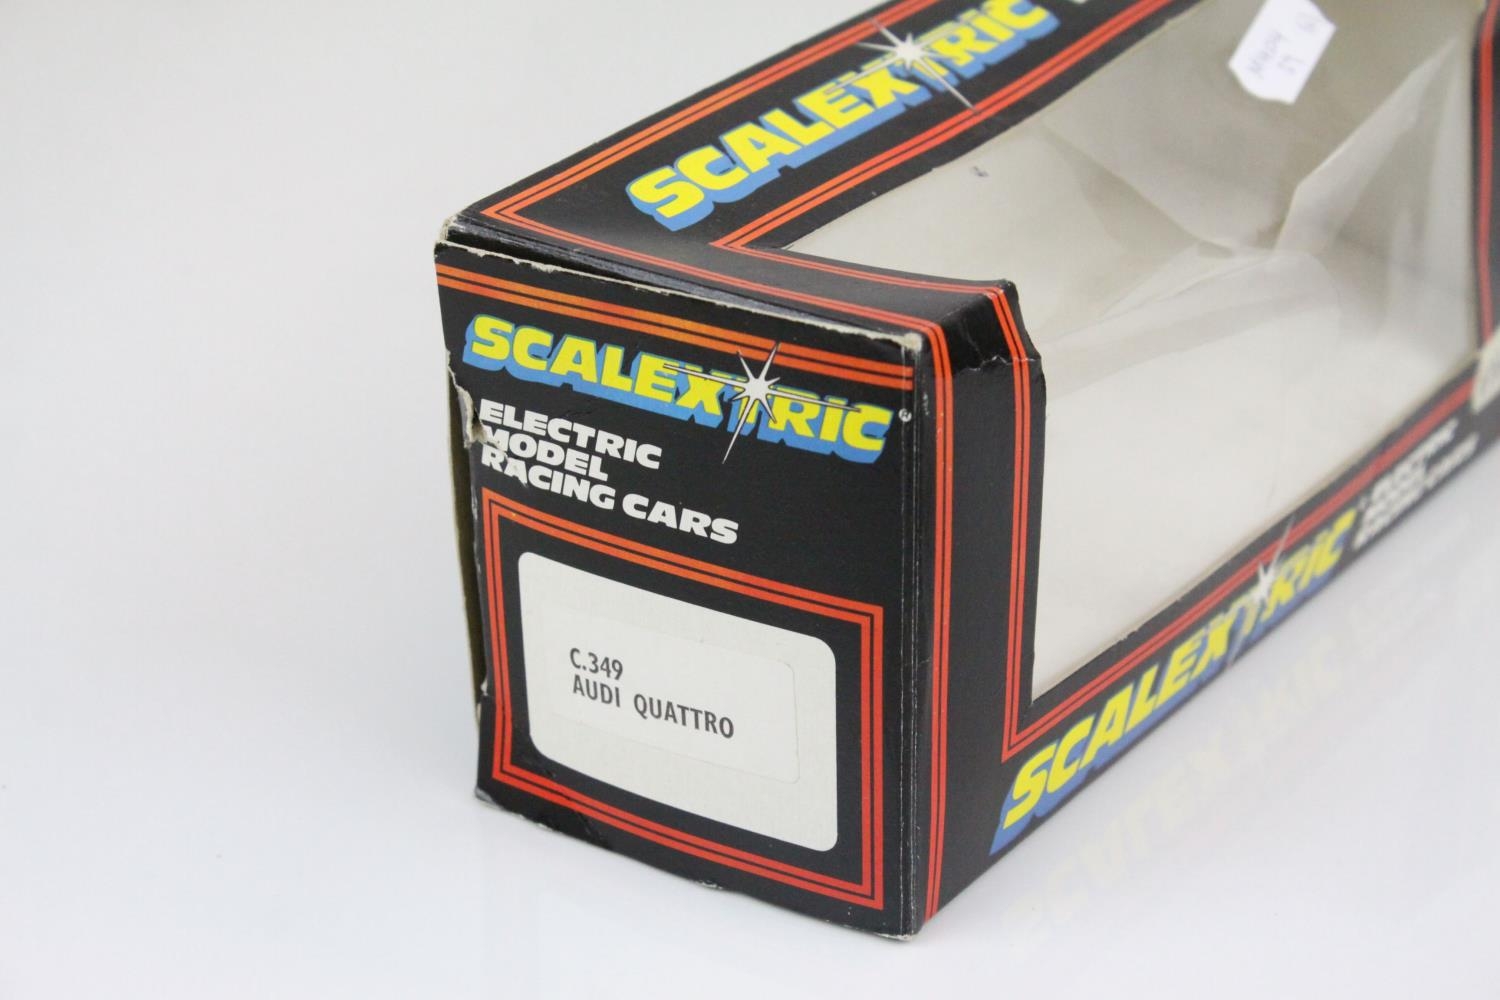 SCALEXTRIC
SCALEXTRIC®
ELECTRIC
MODEL
RACING CARS
C.349
AUDI QUATTRO
SCALEXTRIC